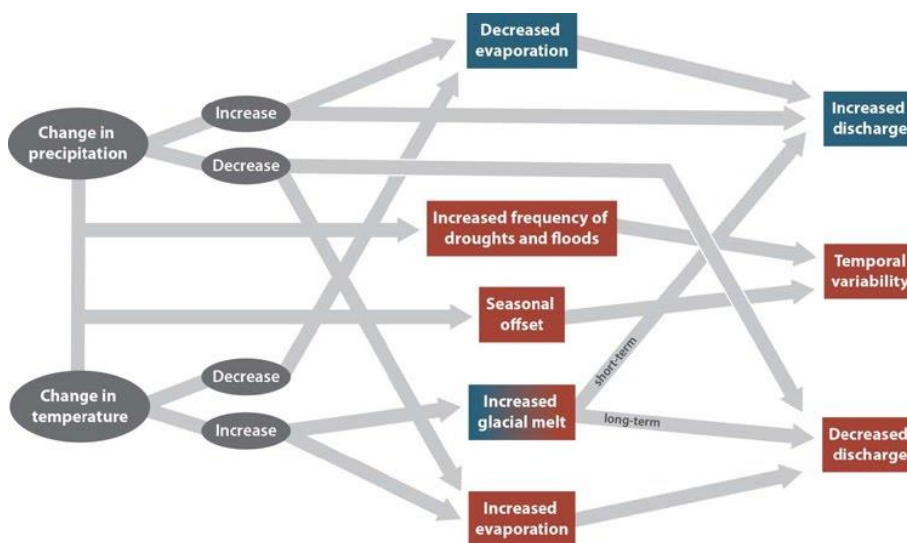 Decreased
evaporation
Increase
Increased
discharge
Change in
precipitation
Decrease
Increased frequency of
droughts and floods
Temporal
variability
Seasonal
offset
short-term
Decrease
Change in
temperature
Increased
glacial melt
long-term
Increase
Decreased
discharge
Increased
evaporation